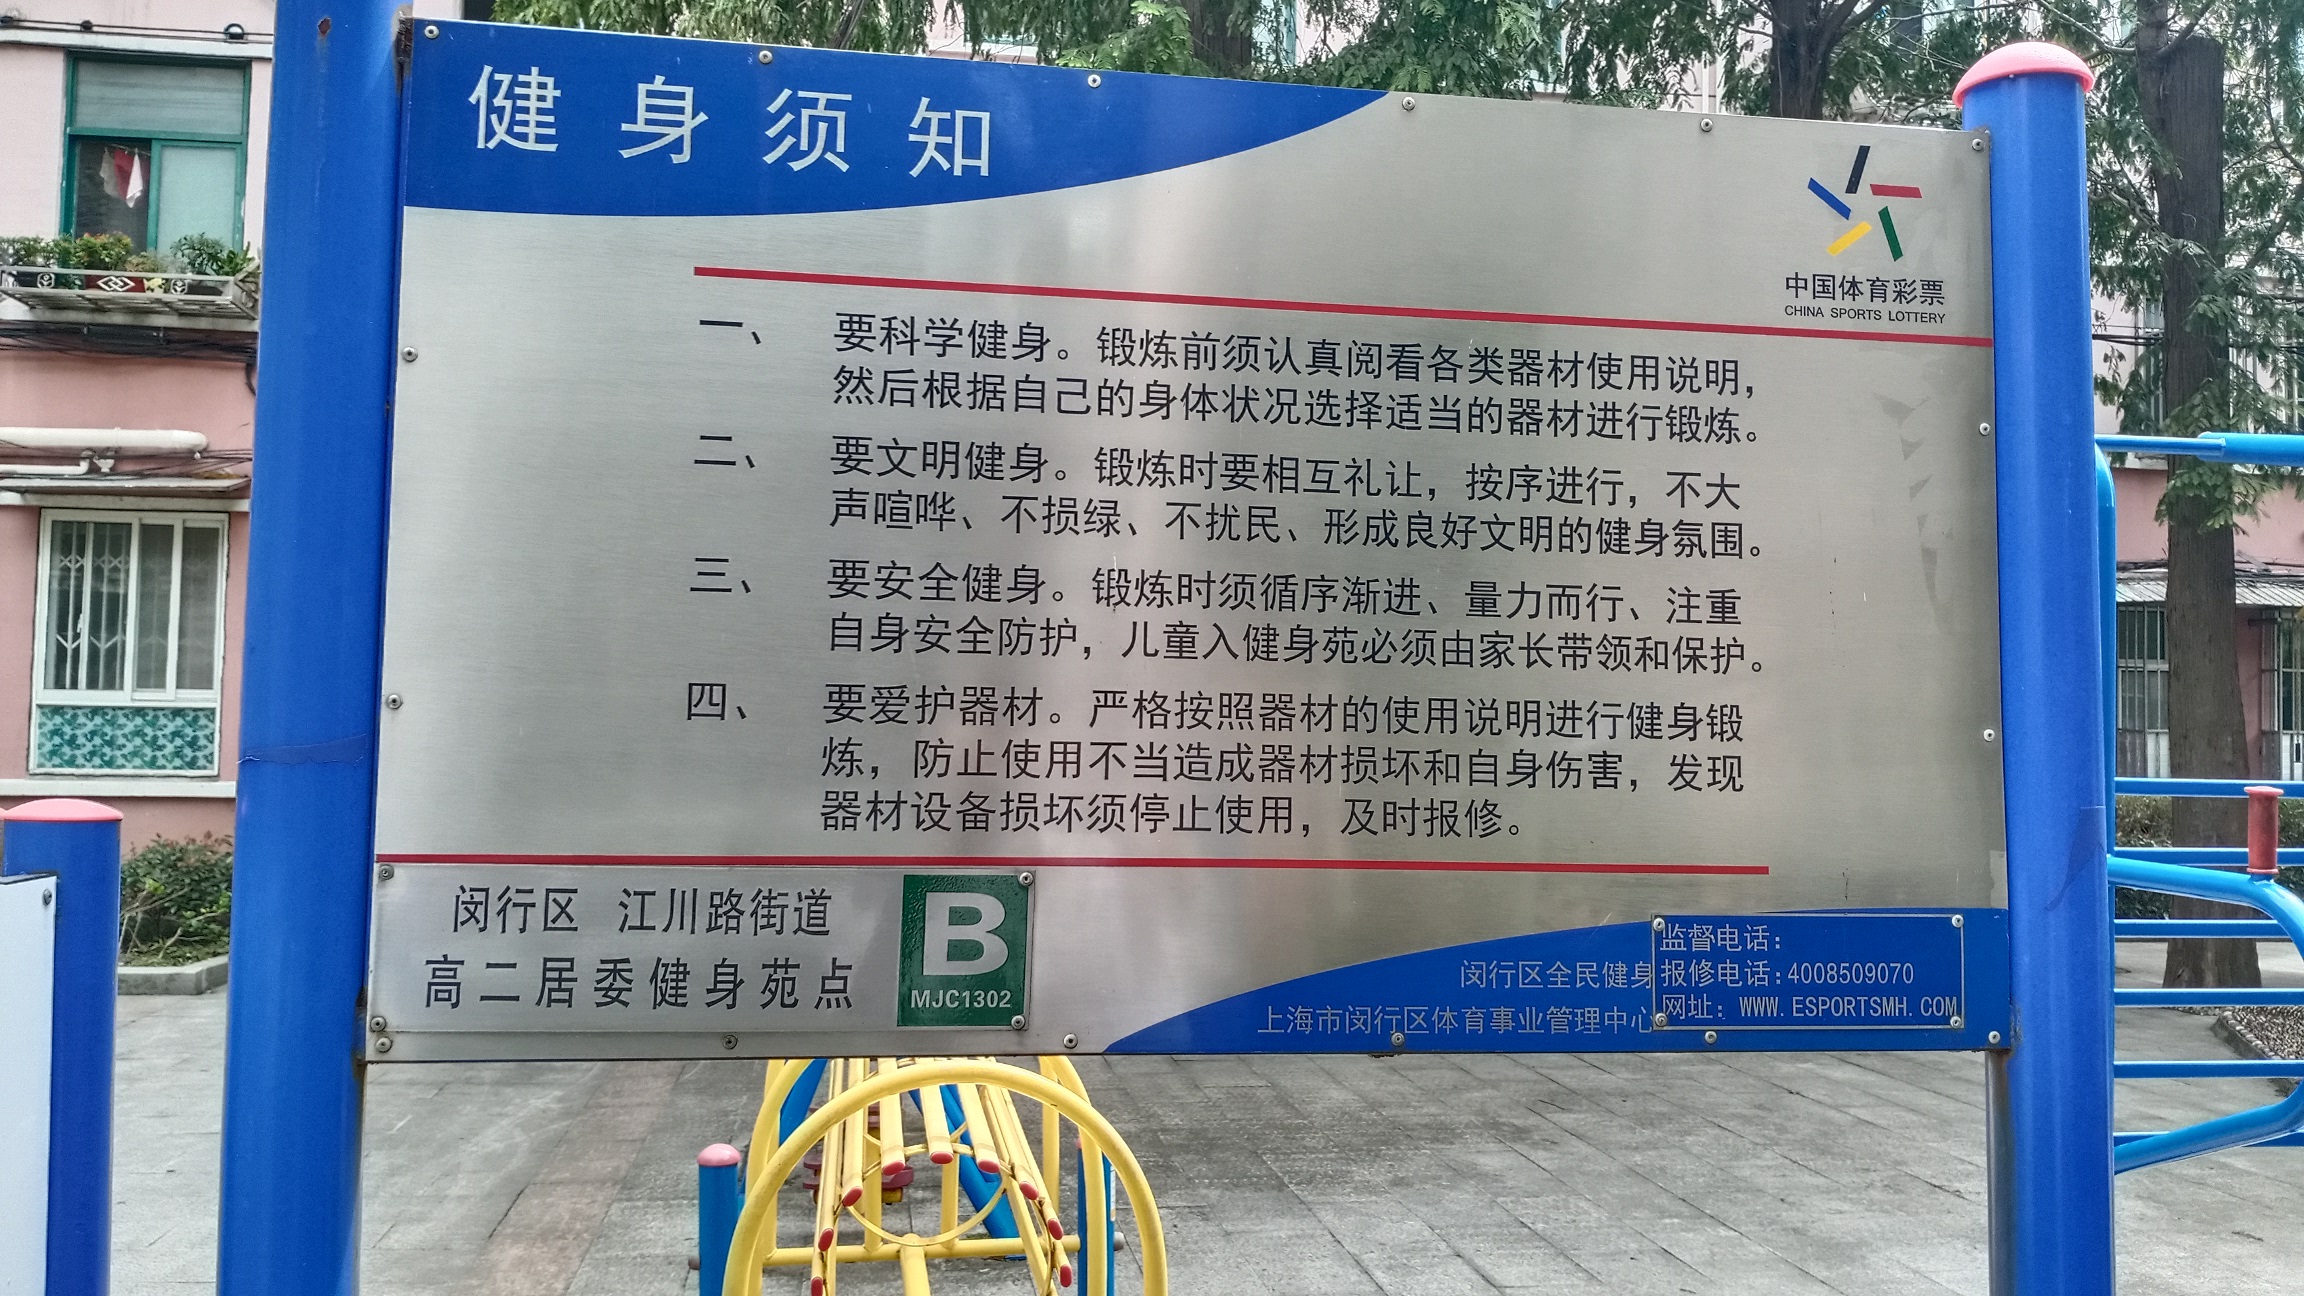 健身须知
中国体育彩票
CHINA SPORTS LOTTERY
一、 要科学健身。锻炼前须认真阅看各类器材使用说明，
然后根据自己的身体状况选择适当的器材进行锻炼。
二、 要文明健身。锻炼时要相互礼让，按序进行，不大
声喧哗、不损绿、不扰民、形成良好文明的健身氛围。
三、 要安全健身。锻炼时须循序渐进、量力而行、注重
自身安全防护，儿童入健身苑必须由家长带领和保护。
四、 要爱护器材。严格按照器材的使用说明进行健身锻
炼，防止使用不当造成器材损坏和自身伤害，发现
器材设备损坏须停止使用，及时报修。
闵行区 江川路街道
高二居委健身苑点
B
MJC1302
闵行区全民健身
上海市闵行区体育事业管理中心
监督电话：
报修电话：4008509070
网址：WWW.ESPORTSMH.COM